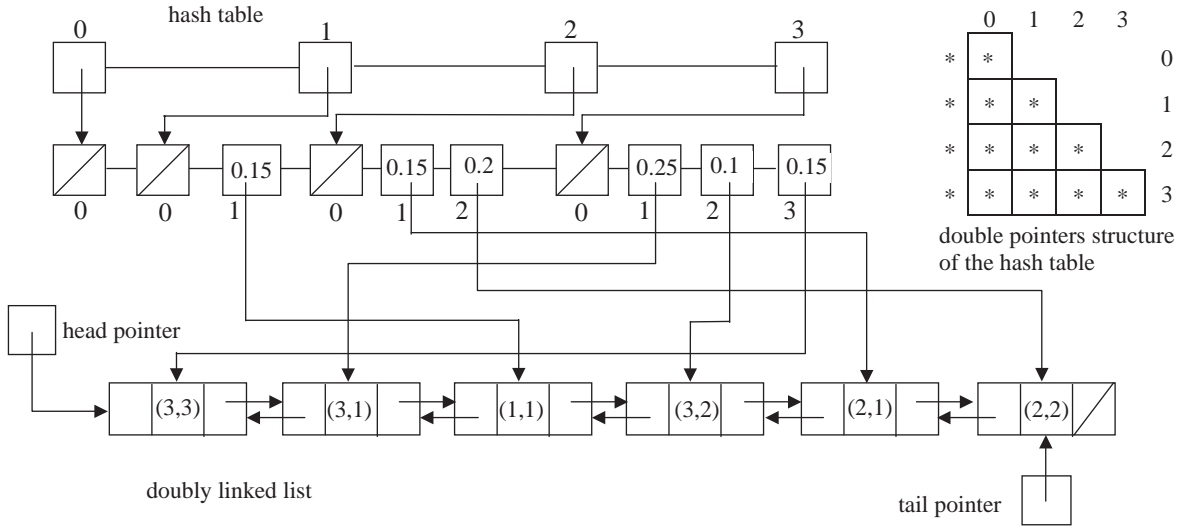 hash table
0 1 2 3
0.15 0.15 0.2 0.25 0.1 0.15
0 0 1 0 1 2 0 1 2 3
0 1 2 3
* * 0
* * * 1
* * * * 2
* * * * * 3
double pointers structure
of the hash table
head pointer
(3,3) (3,1) (1,1) (3,2) (2,1) (2,2)
doubly linked list
tail pointer